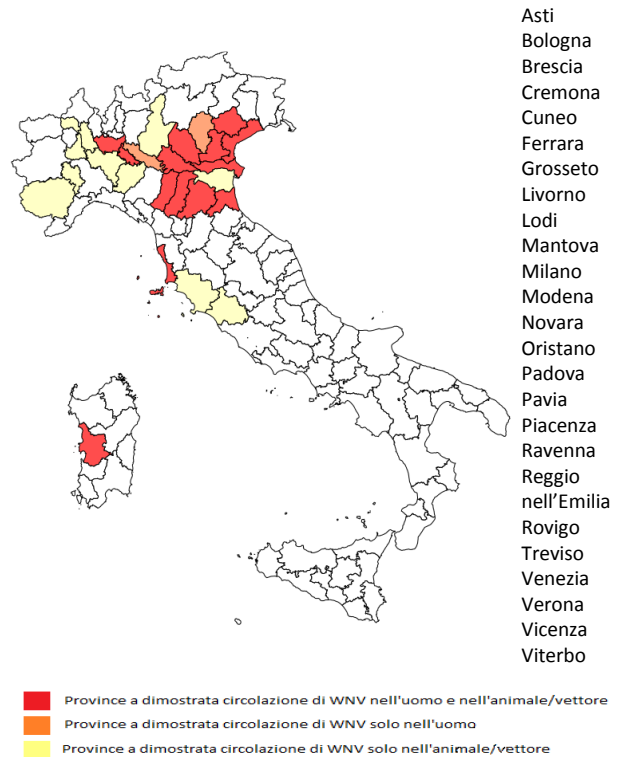 Asti
Bologna
Brescia
Cremona
Cuneo
Ferrara
Grosseto
Livorno
Lodi
Mantova
Milano
Modena
Novara
Oristano
Padova
Pavia
Piacenza
Ravenna
Reggio
nell'Emilia
Rovigo
Treviso
Venezia
Verona
Vicenza
Viterbo
Province a dimostrata circolazione di WNV nell'uomo e nell'animale/vettore
Province a dimostrata circolazione di WNV solo nell'uomo
Province a dimostrata circolazione di WNV solo nell'animale/vettore